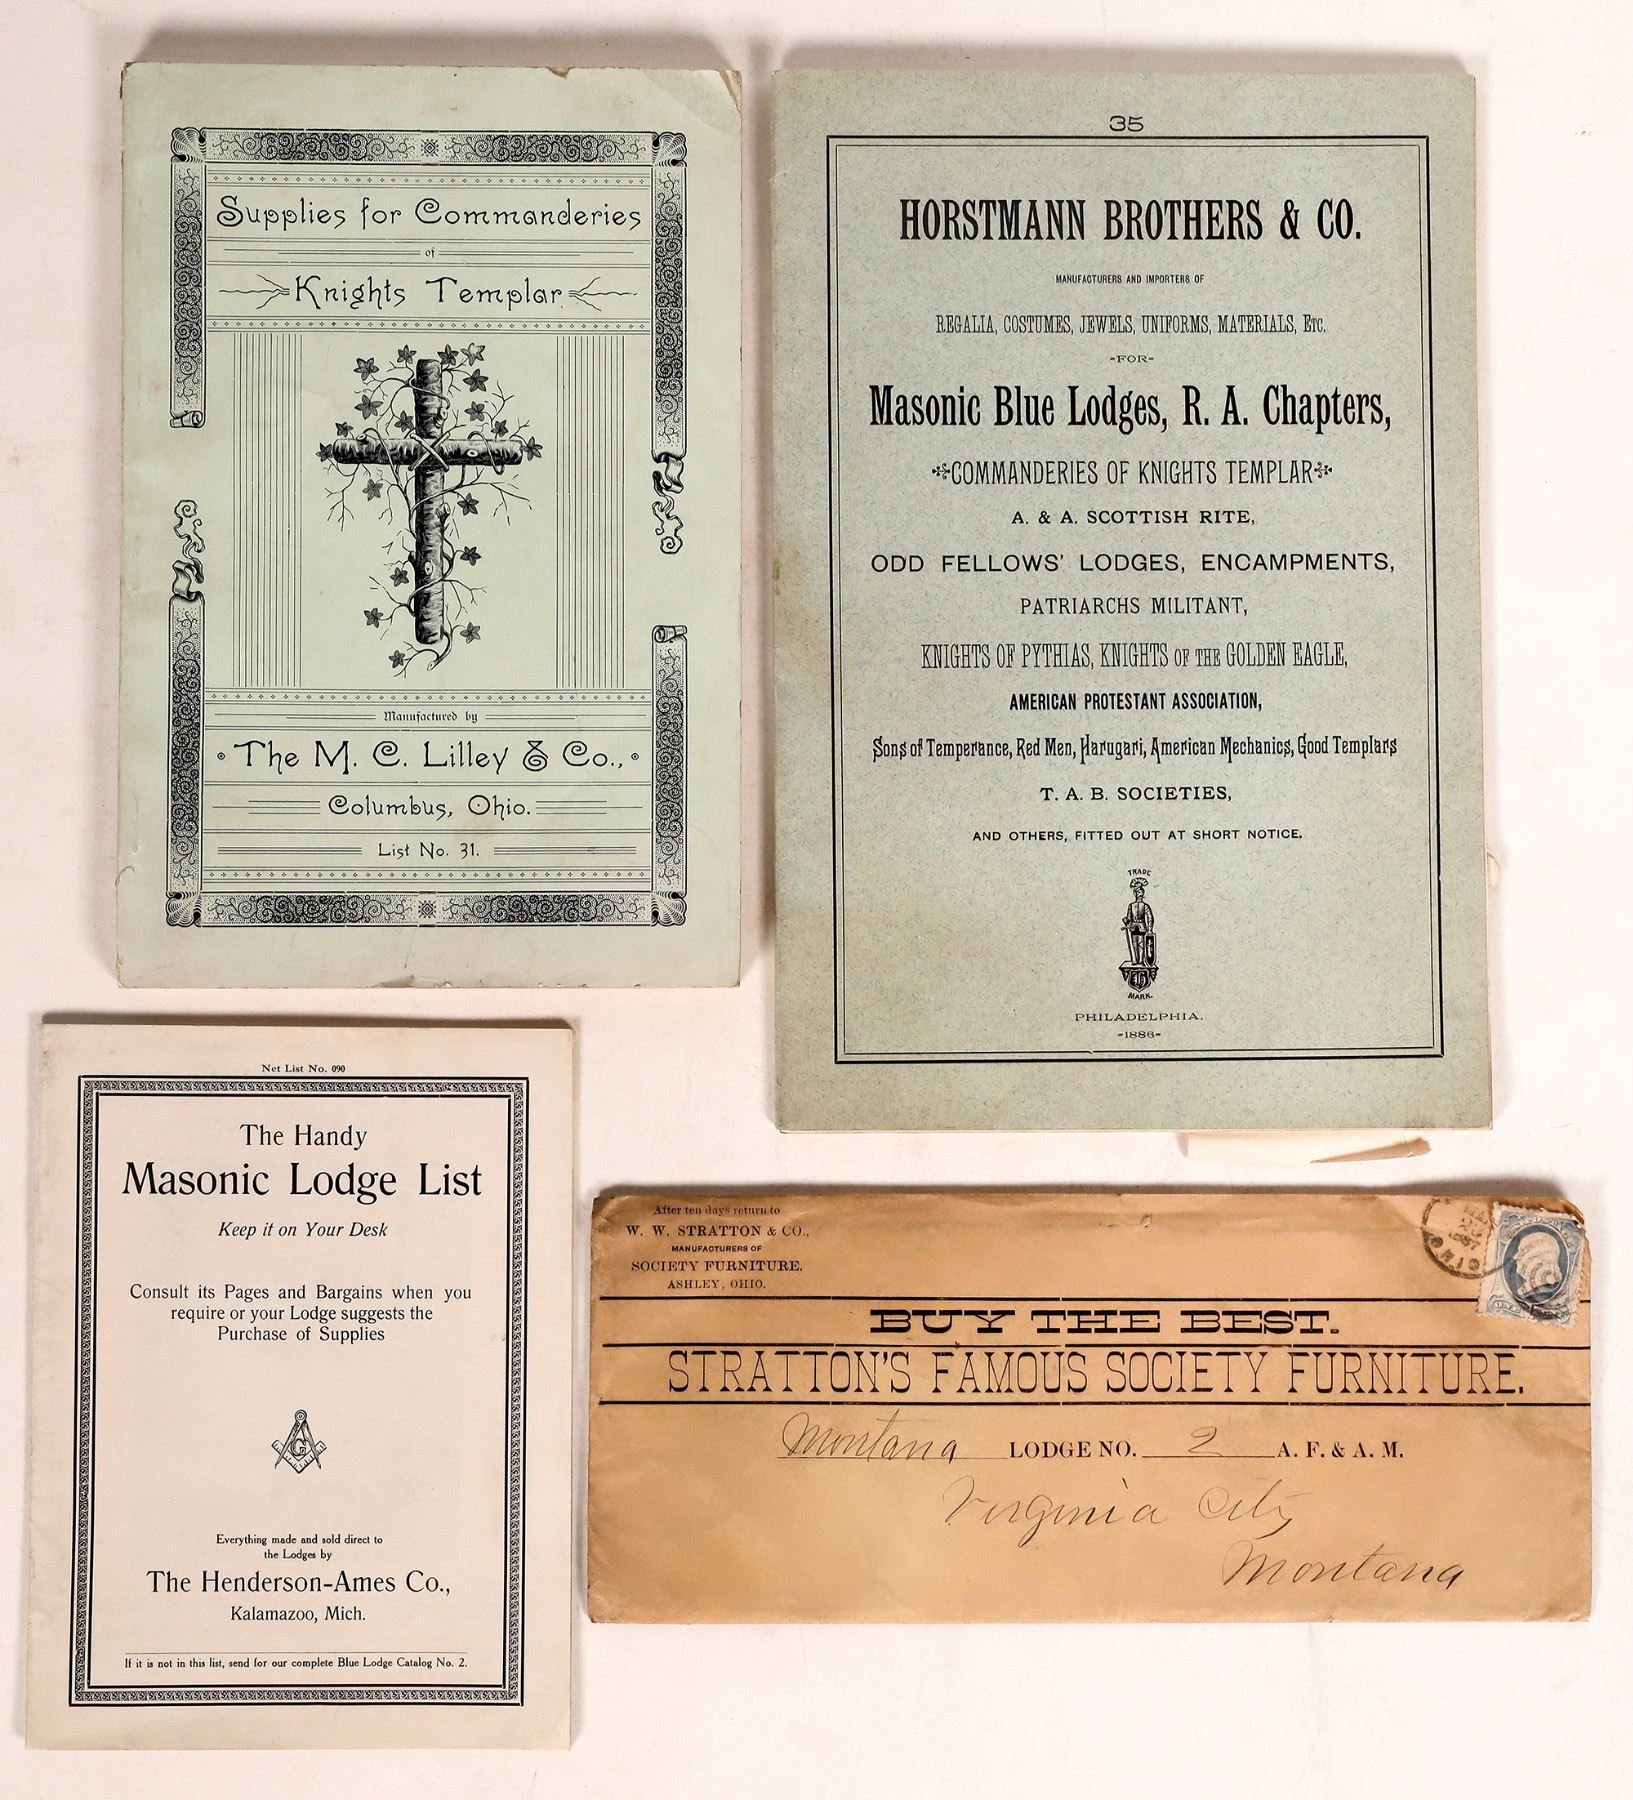 Supplies for Commanderies
of
Knights Templar
Manufactured by
The M. C. Lilley & Co.,
Columbus, Ohio.
List No. 31.
35
HORSTMANN BROTHERS & CO.
MANUFACTURERS AND IMPORTERS OF
REGALIA, COSTUMES, JEWELS, UNIFORMS, MATERIALS, ETC.
-FOR-
Masonic Blue Lodges, R. A. Chapters,
COMMANDERIES OF KNIGHTS TEMPLAR
A. & A. SCOTTISH RITE,
ODD FELLOWS' LODGES, ENCAMPMENTS,
PATRIARCHS MILITANT,
KNIGHTS OF PYTHIAS, KNIGHTS OF THE GOLDEN EAGLE,
AMERICAN PROTESTANT ASSOCIATION,
Sons of Temperance, Red Men, Harugari, American Mechanics, Good Templars
T. A. B. SOCIETIES,
AND OTHERS, FITTED OUT AT SHORT NOTICE.
TRADE
MARK.
PHILADELPHIA.
-1886-
Net List No. 090
The Handy
Masonic Lodge List
Keep it on Your Desk
Consult its Pages and Bargains when you
require or your Lodge suggests the
Purchase of Supplies
G
Everything made and sold direct to
the Lodges by
The Henderson-Ames Co.,
Kalamazoo, Mich.
If it is not in this list, send for our complete Blue Lodge Catalog No. 2.
After ten days return to
W. W. STRATTON & CO.,
MANUFACTURERS OF
SOCIETY FURNITURE.
ASHLEY, OHIO.
OHIO
BUY THE BEST.
STRATTON'S FAMOUS SOCIETY FURNITURE.
Montana LODGE NO. 2 A. F. & A. M.
Virginia City
Montana